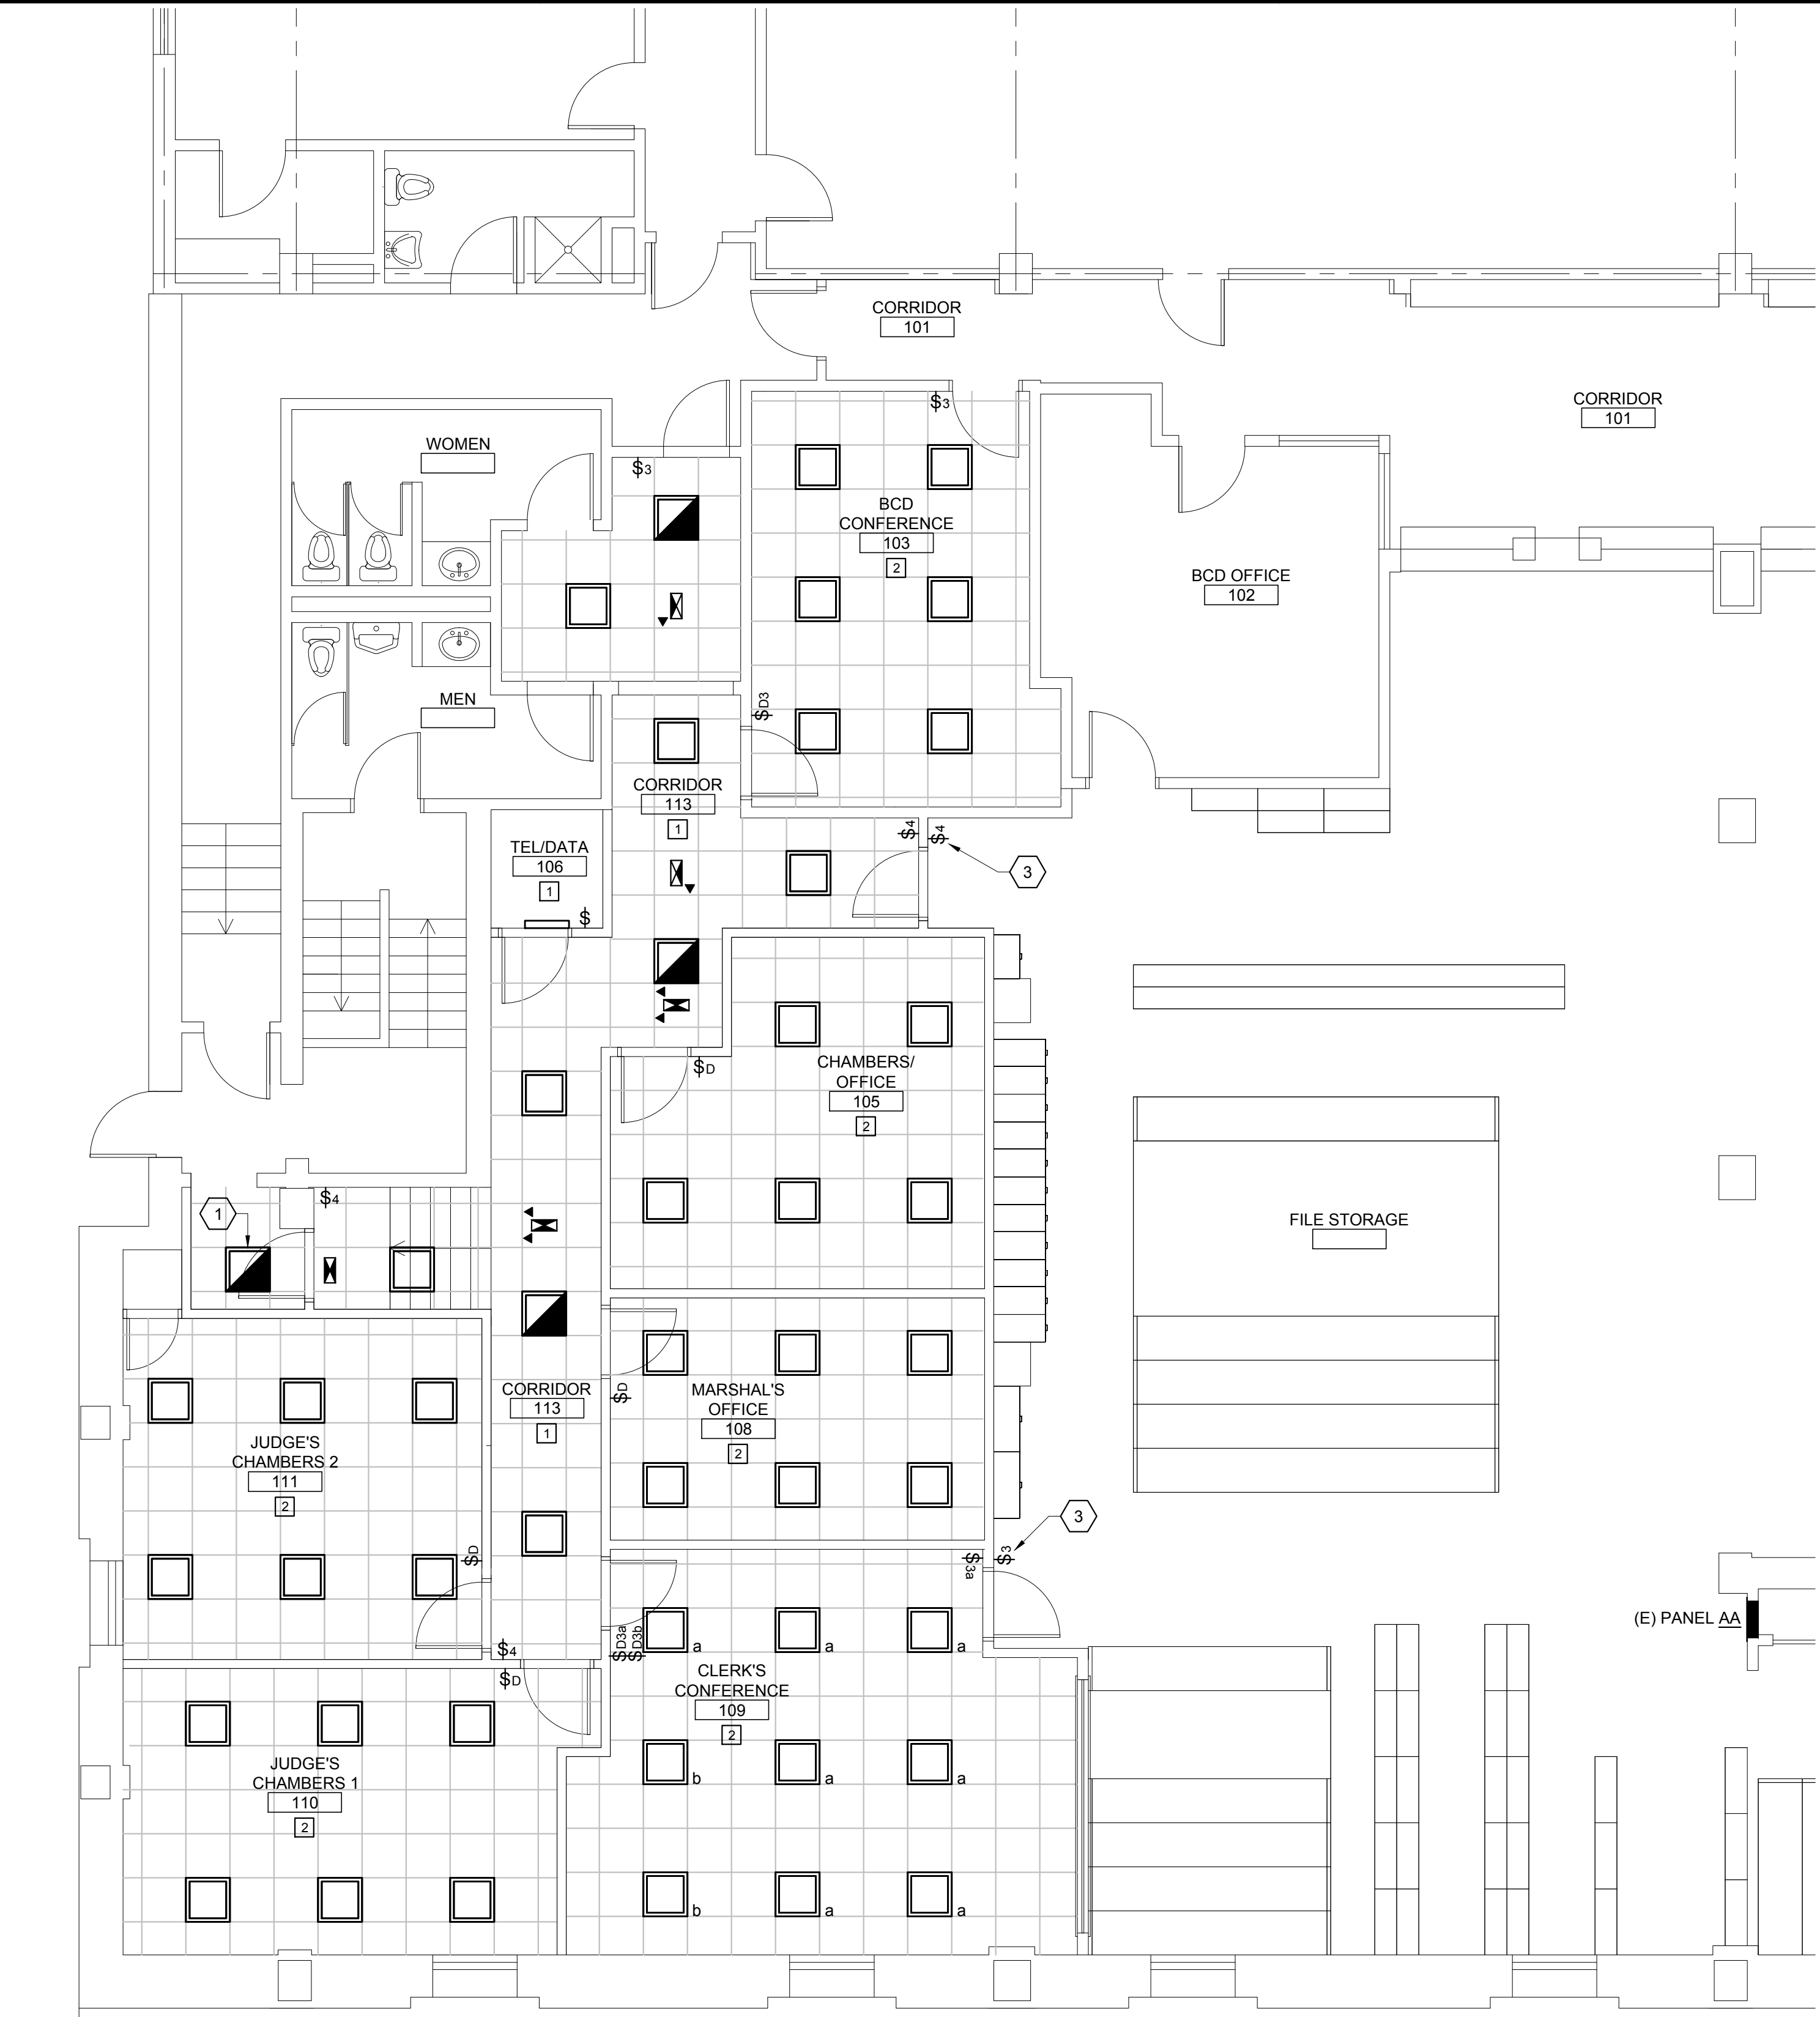 CORRIDOR
101
CORRIDOR
101
$3
WOMEN
$3
BCD
CONFERENCE
103
2
BCD OFFICE
102
MEN
$D3
CORRIDOR
113
1
$4
$4
3
TEL/DATA
106
1
$
CHAMBERS/
OFFICE
105
2
$D
$4
1
FILE STORAGE
CORRIDOR
113
1
$D
MARSHAL'S
OFFICE
108
2
JUDGE'S
CHAMBERS 2
111
2
3
$D
$3a
$3
$D3a
$D3b
a
a
a
(E) PANEL AA
$4
$D
CLERK'S
CONFERENCE
109
2
JUDGE'S
CHAMBERS 1
110
2
b
a
a
b
a
a